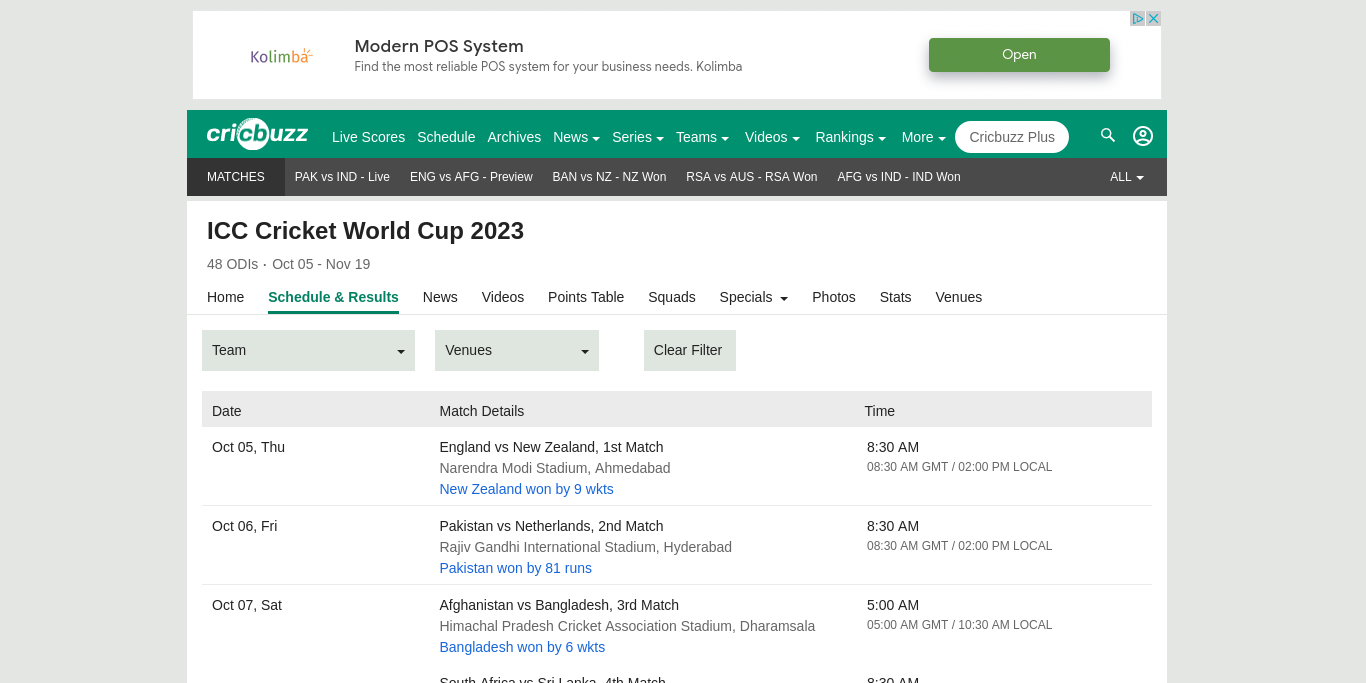 Kolimba
Modern POS System
Find the most reliable POS system for your business needs. Kolimba
Open
cricbuzz
Live Scores Schedule Archives News Series Teams Videos Rankings More Cricbuzz Plus
MATCHES PAK vs IND - Live ENG vs AFG - Preview BAN vs NZ - NZ Won RSA vs AUS - RSA Won AFG vs IND - IND Won ALL
ICC Cricket World Cup 2023
48 ODIs · Oct 05 - Nov 19
Home Schedule & Results News Videos Points Table Squads Specials Photos Stats Venues
Team Venues Clear Filter
Date Match Details Time
Oct 05, Thu England vs New Zealand, 1st Match 8:30 AM
Narendra Modi Stadium, Ahmedabad 08:30 AM GMT / 02:00 PM LOCAL
New Zealand won by 9 wkts
Oct 06, Fri Pakistan vs Netherlands, 2nd Match 8:30 AM
Rajiv Gandhi International Stadium, Hyderabad 08:30 AM GMT / 02:00 PM LOCAL
Pakistan won by 81 runs
Oct 07, Sat Afghanistan vs Bangladesh, 3rd Match 5:00 AM
Himachal Pradesh Cricket Association Stadium, Dharamsala 05:00 AM GMT / 10:30 AM LOCAL
Bangladesh won by 6 wkts
South Africa vs Sri Lanka, 4th Match 8:30 AM